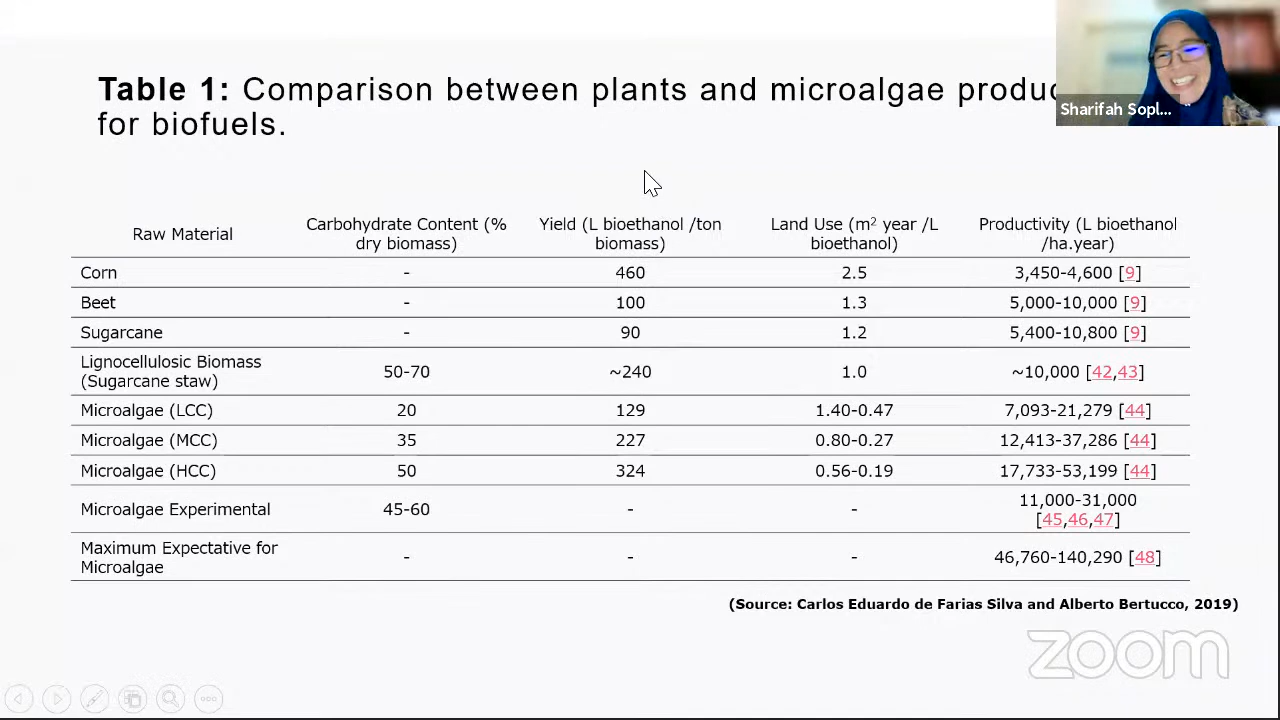 Table 1: Comparison between plants and microalgae
for biofuels.
Sharifah Sopl...
Raw Material
Carbohydrate Content (%
dry biomass)
Yield (L bioethanol /ton
biomass)
Land Use (m² year /L
bioethanol)
Productivity (L bioethanol
/ha.year)
Corn - 460 2.5 3,450-4,600 [9]
Beet - 100 1.3 5,000-10,000 [9]
Sugarcane - 90 1.2 5,400-10,800 [9]
Lignocellulosic Biomass
(Sugarcane staw) 50-70 ~240 1.0 ~10,000 [42,43]
Microalgae (LCC) 20 129 1.40-0.47 7,093-21,279 [44]
Microalgae (MCC) 35 227 0.80-0.27 12,413-37,286 [44]
Microalgae (HCC) 50 324 0.56-0.19 17,733-53,199 [44]
Microalgae Experimental 45-60 - - 11,000-31,000
[45,46,47]
Maximum Expectative for
Microalgae - - - 46,760-140,290 [48]
(Source: Carlos Eduardo de Farias Silva and Alberto Bertucco, 2019)
zoom